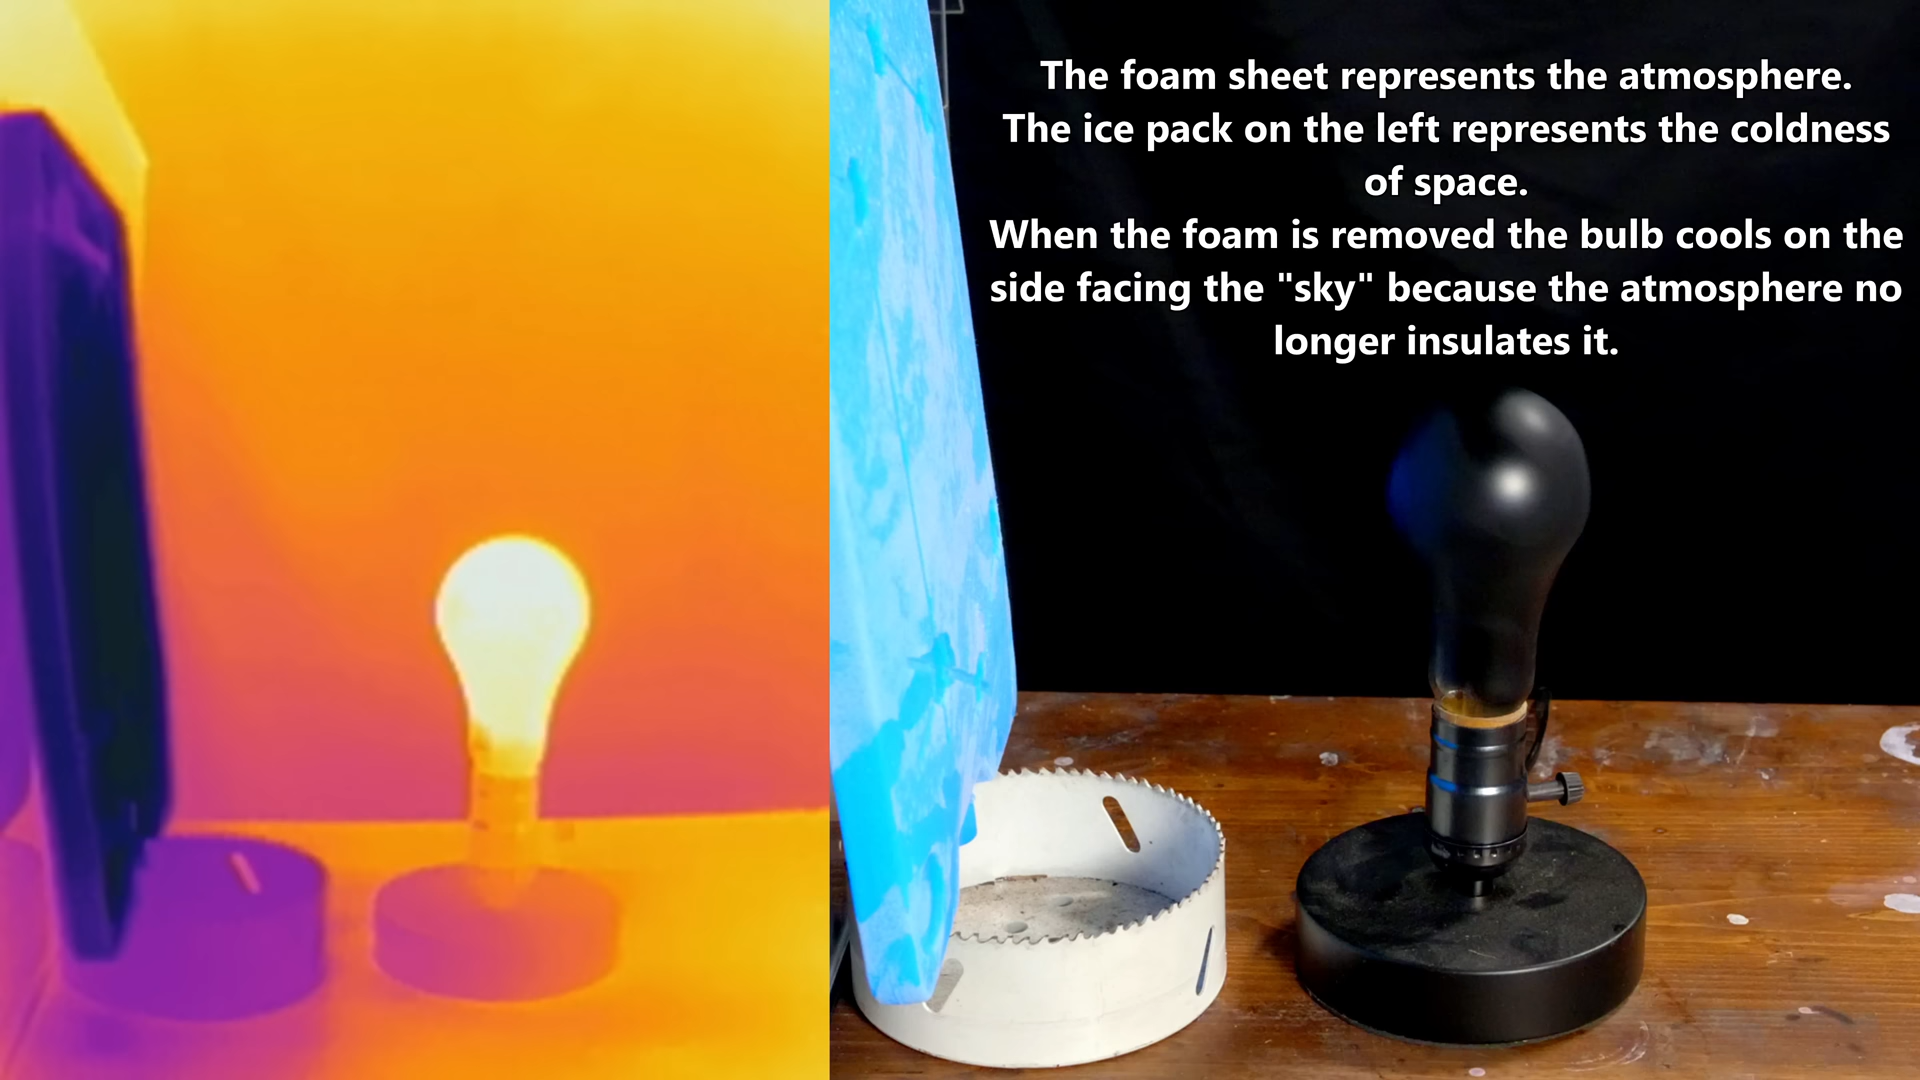 The foam sheet represents the atmosphere.
The ice pack on the left represents the coldness
of space.
When the foam is removed the bulb cools on the
side facing the "sky" because the atmosphere no
longer insulates it.